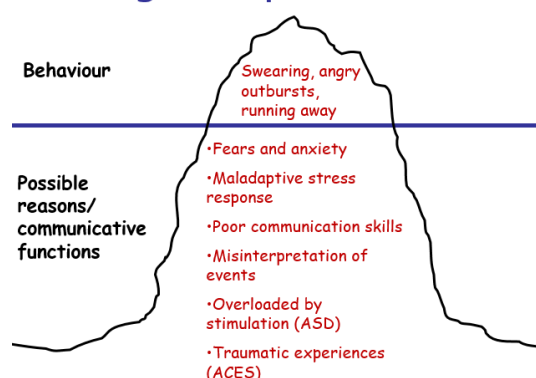 Behaviour
Swearing, angry
outbursts,
running away
Possible
reasons/
communicative
functions
•Fears and anxiety
•Maladaptive stress
response
•Poor communication skills
•Misinterpretation of
events
•Overloaded by
stimulation (ASD)
•Traumatic experiences
(ACES)